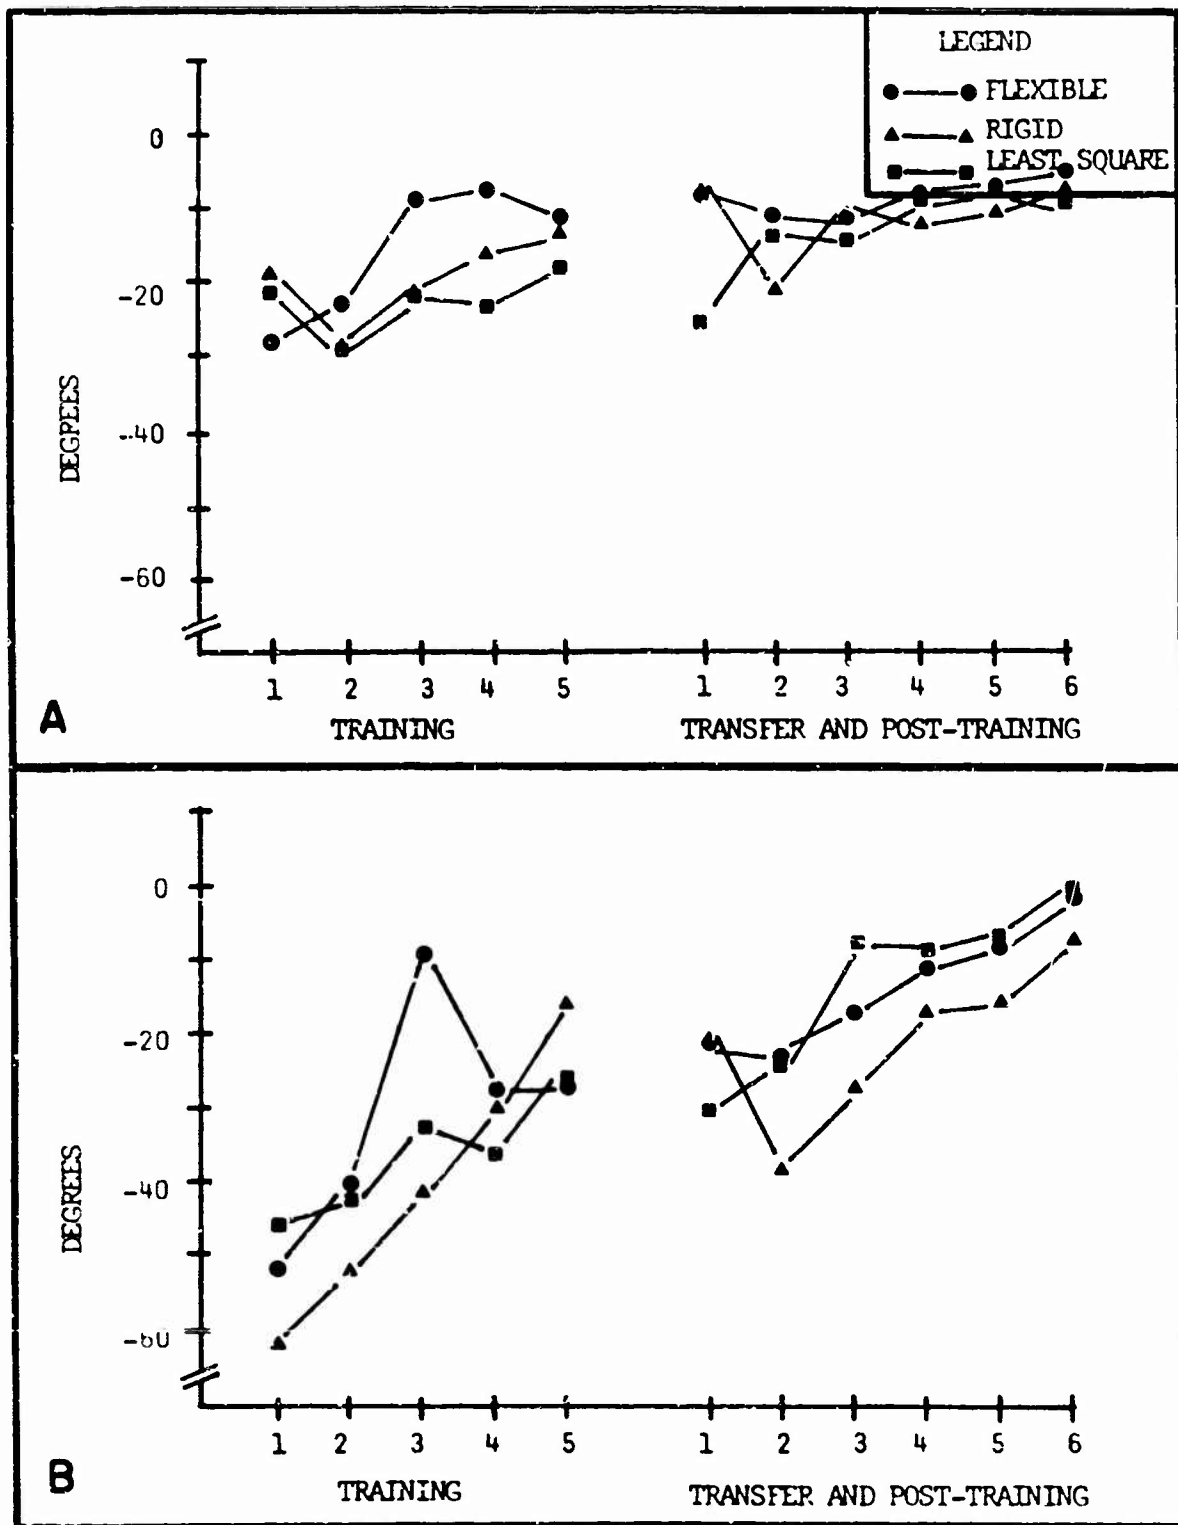 LEGEND
FLEXIBLE
RIGID
LEAST SQUARE
0
-20
-40
-60
DEGPEES
1 2 3 4 5
1 2 3 4 5 6
A
TRAINING
TRANSFER AND POST-TRAINING
0
-20
-40
-60
DEGREES
1 2 3 4 5
1 2 3 4 5 6
B
TRAINING
TRANSFER AND POST-TRAINING